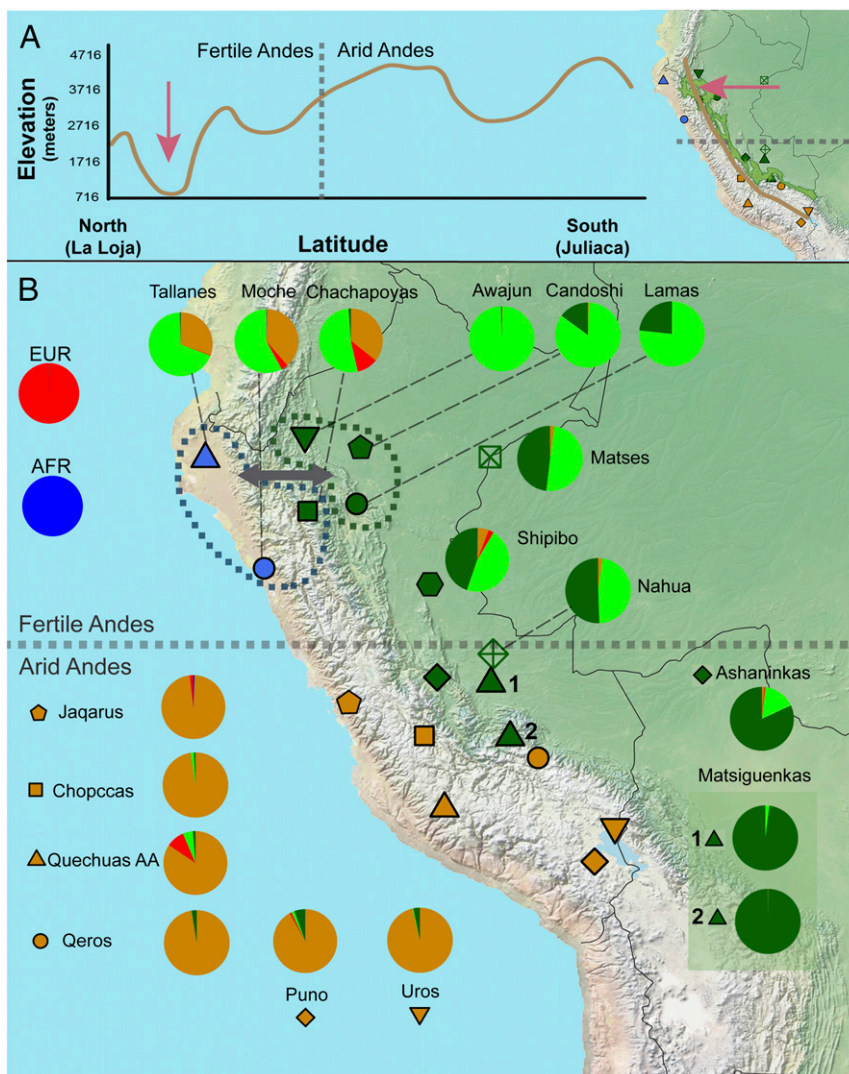 A
Fertile Andes
Arid Andes
Elevation
(meters)
4716
3716
2716
1716
716
North
(La Loja)
Latitude
South
(Juliaca)
B
Tallanes
Moche
Chachapoyas
Awajun
Candoshi
Lamas
EUR
AFR
Matses
Shipibo
Nahua
Fertile Andes
Arid Andes
Ashaninkas
1
2
Jaqarus
Chopccas
Matsiguenkas
1
Quechuas AA
2
Qeros
Puno
Uros